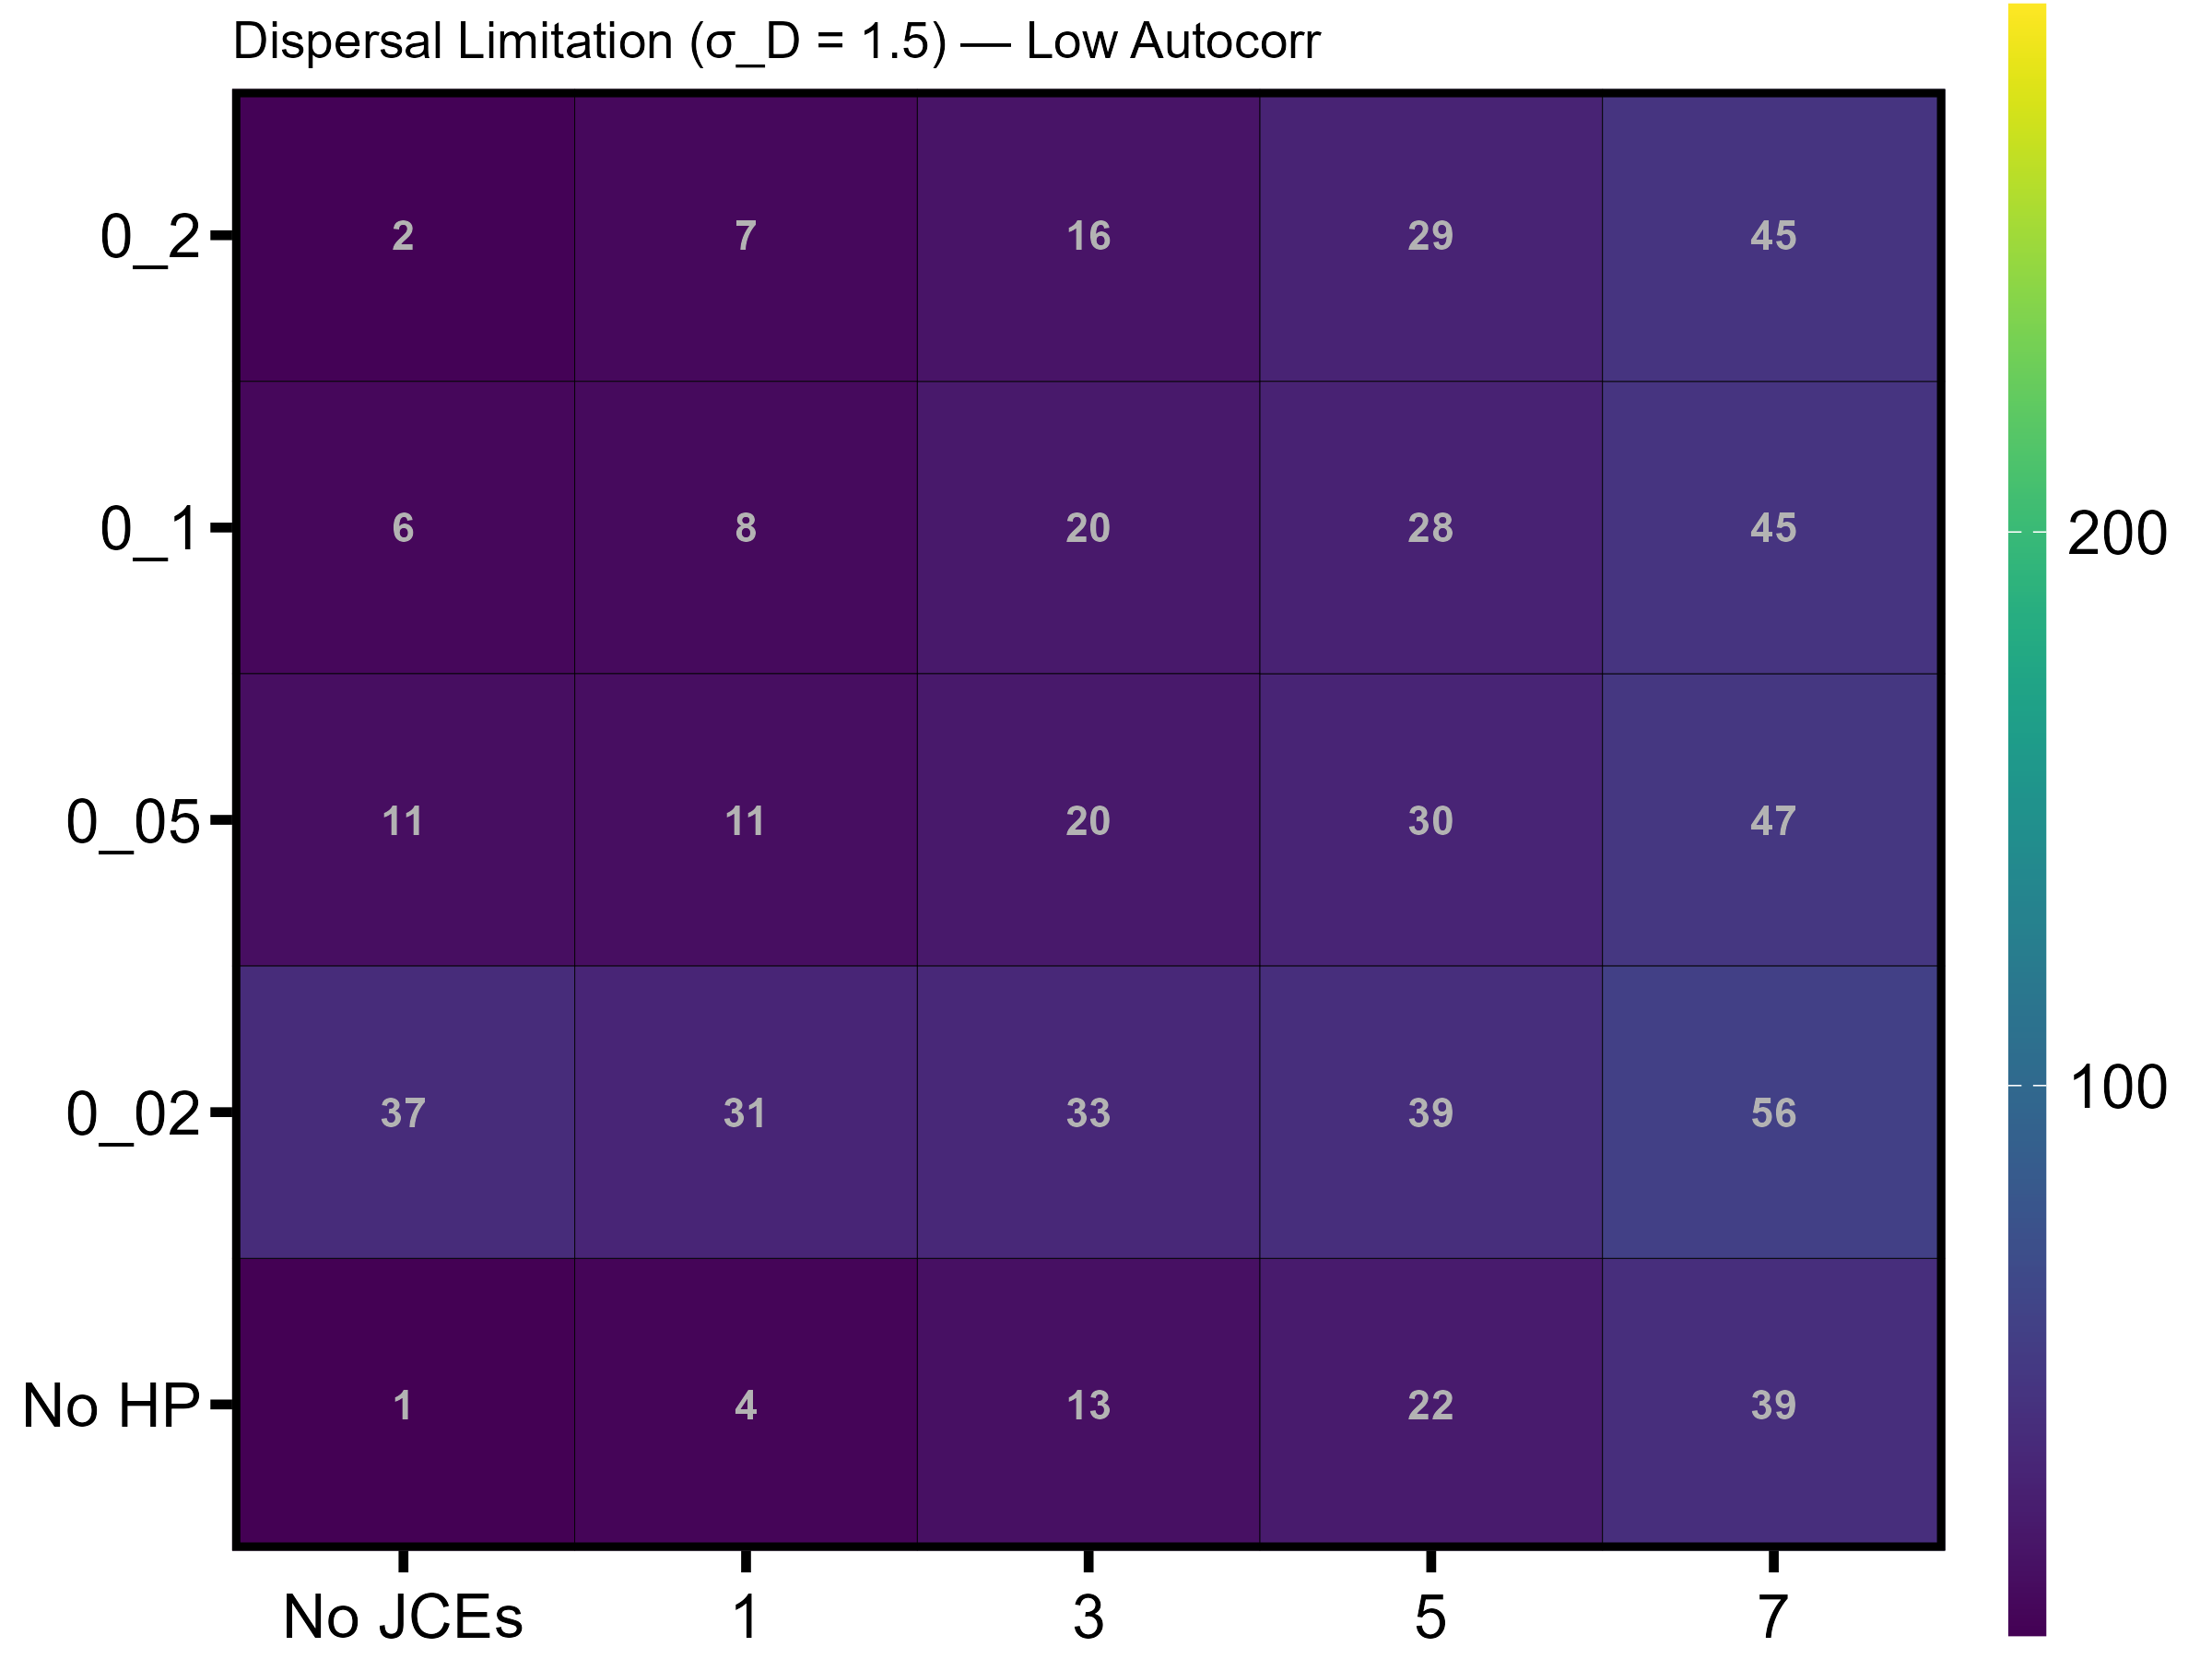 Dispersal Limitation (σ_D = 1.5) — Low Autocorr
0_2 2 7 16 29 45
0_1 6 8 20 28 45
200
0_05 11 11 20 30 47
100
0_02 37 31 33 39 56
No HP 1 4 13 22 39
No JCEs 1 3 5 7